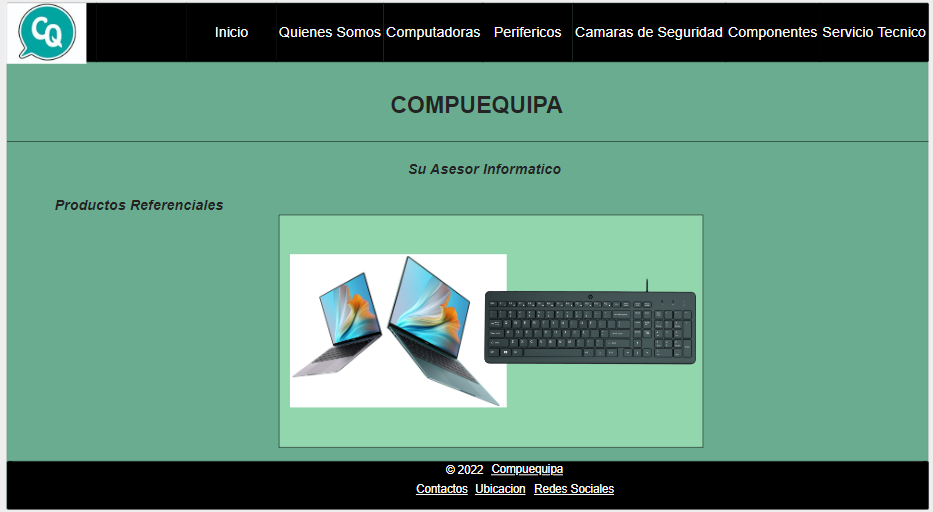 CQ
Inicio Quienes Somos Computadoras Perifericos Camaras de Seguridad Componentes Servicio Tecnico
COMPUEQUIPA
Su Asesor Informatico
Productos Referenciales
© 2022 Compuequipa
Contactos Ubicacion Redes Sociales